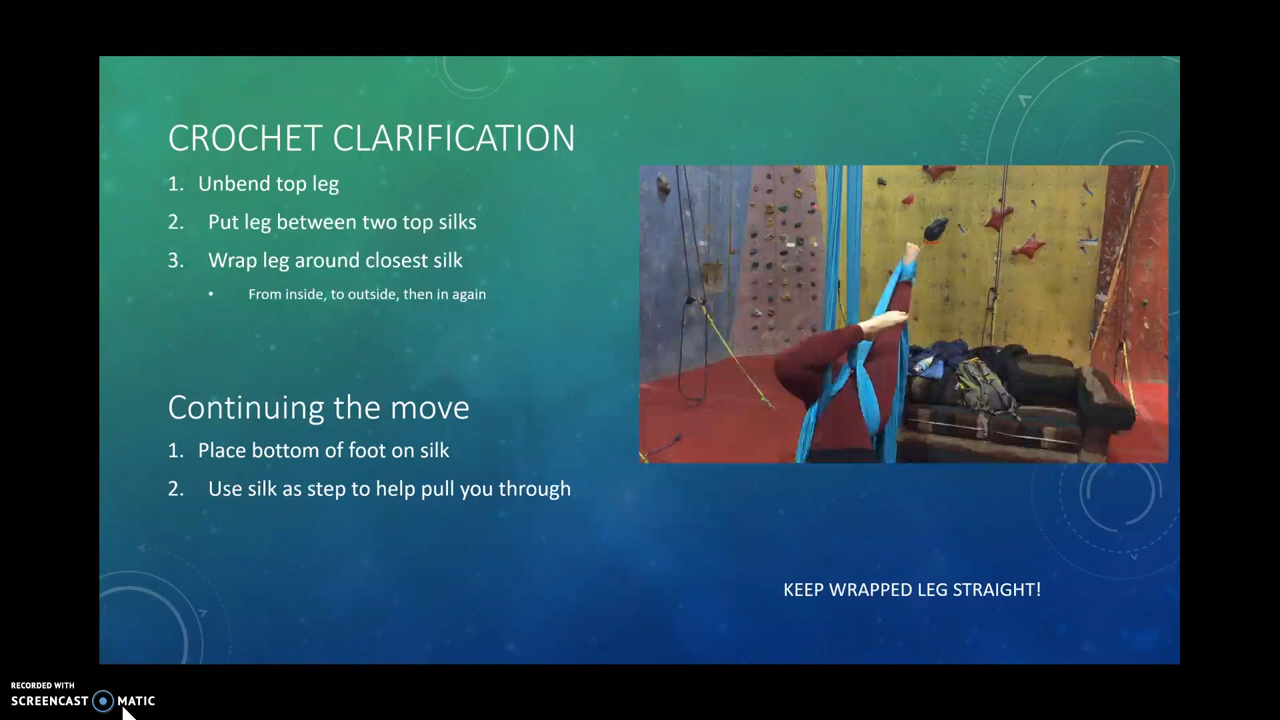 CROCHET CLARIFICATION
1. Unbend top leg
2. Put leg between two top silks
3. Wrap leg around closest silk
• From inside, to outside, then in again
Continuing the move
1. Place bottom of foot on silk
2. Use silk as step to help pull you through
KEEP WRAPPED LEG STRAIGHT!
RECORDED WITH
SCREENCAST MATIC